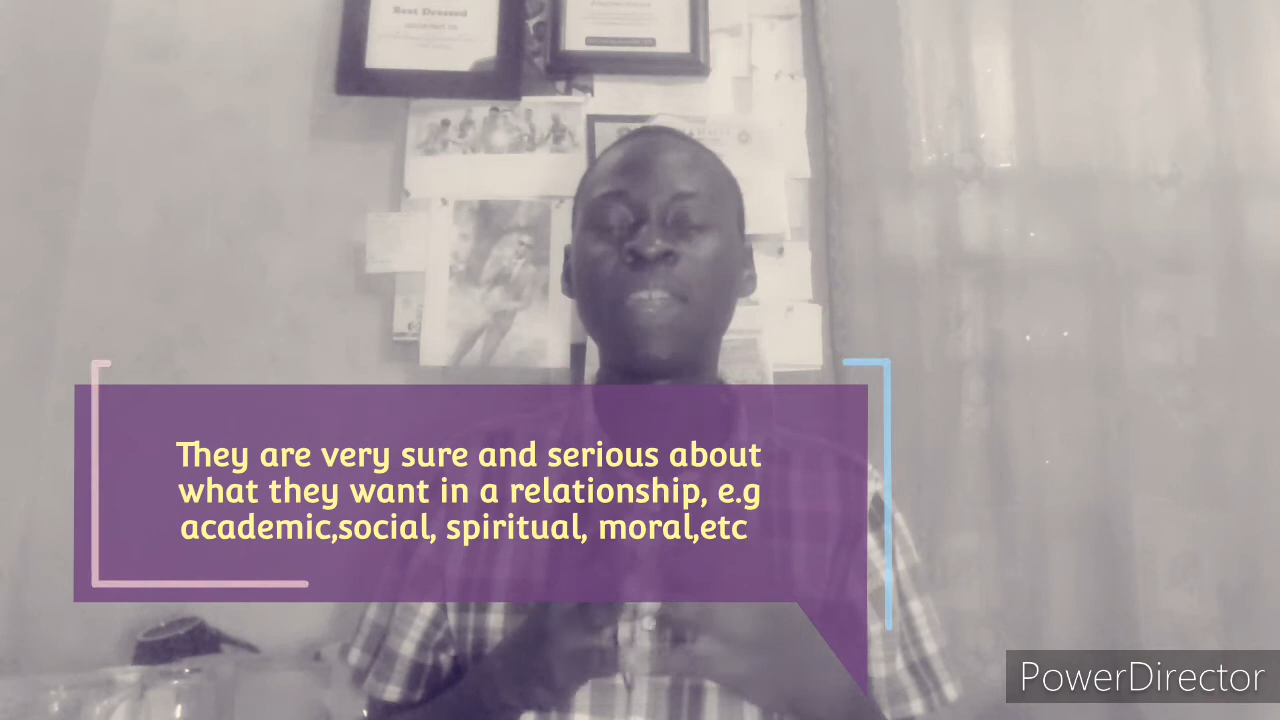 Best Dressed
They are very sure and serious about
what they want in a relationship, e.g
academic,social, spiritual, moral,etc
PowerDirector